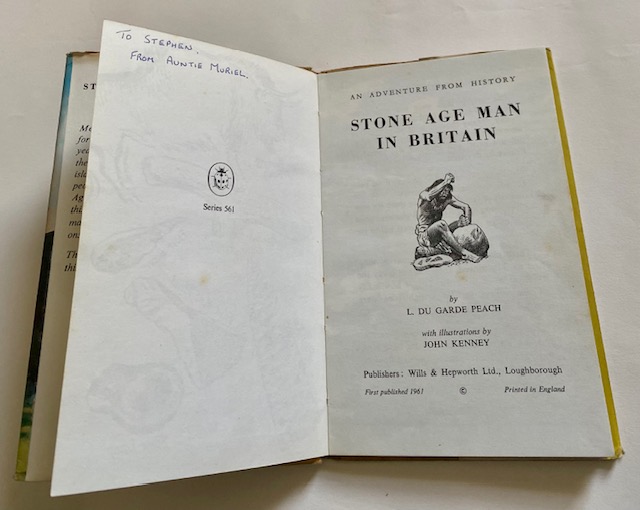 TO STEPHEN.
FROM AUNTIE MURIEL.
Series 561
AN ADVENTURE FROM HISTORY
STONE AGE MAN
IN BRITAIN
by
L. DU GARDE PEACH
with illustrations by
JOHN KENNEY
Publishers: Wills & Hepworth Ltd., Loughborough
First published 1961 © Printed in England